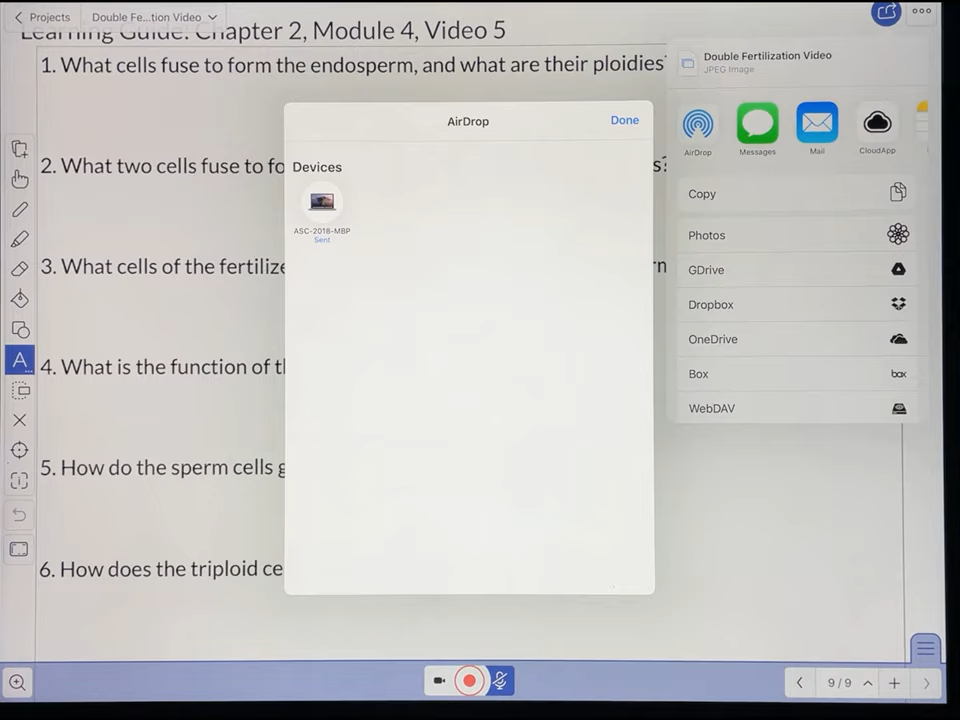 Projects
Double Fe...tion Video
Learning Guide: Chapter 2, Module 4, Video 5
1. What cells fuse to form the endosperm, and what are their ploidies
2. What two cells fuse to fo
s?
3. What cells of the fertilize
rn
4. What is the function of t
5. How do the sperm cells g
6. How does the triploid ce
AirDrop
Done
Devices
ASC-2018-MBP
Sent
Double Fertilization Video
JPEG Image
AirDrop
Messages
Mail
CloudApp
Copy
Photos
GDrive
Dropbox
OneDrive
Box
box
WebDAV
A
9/9